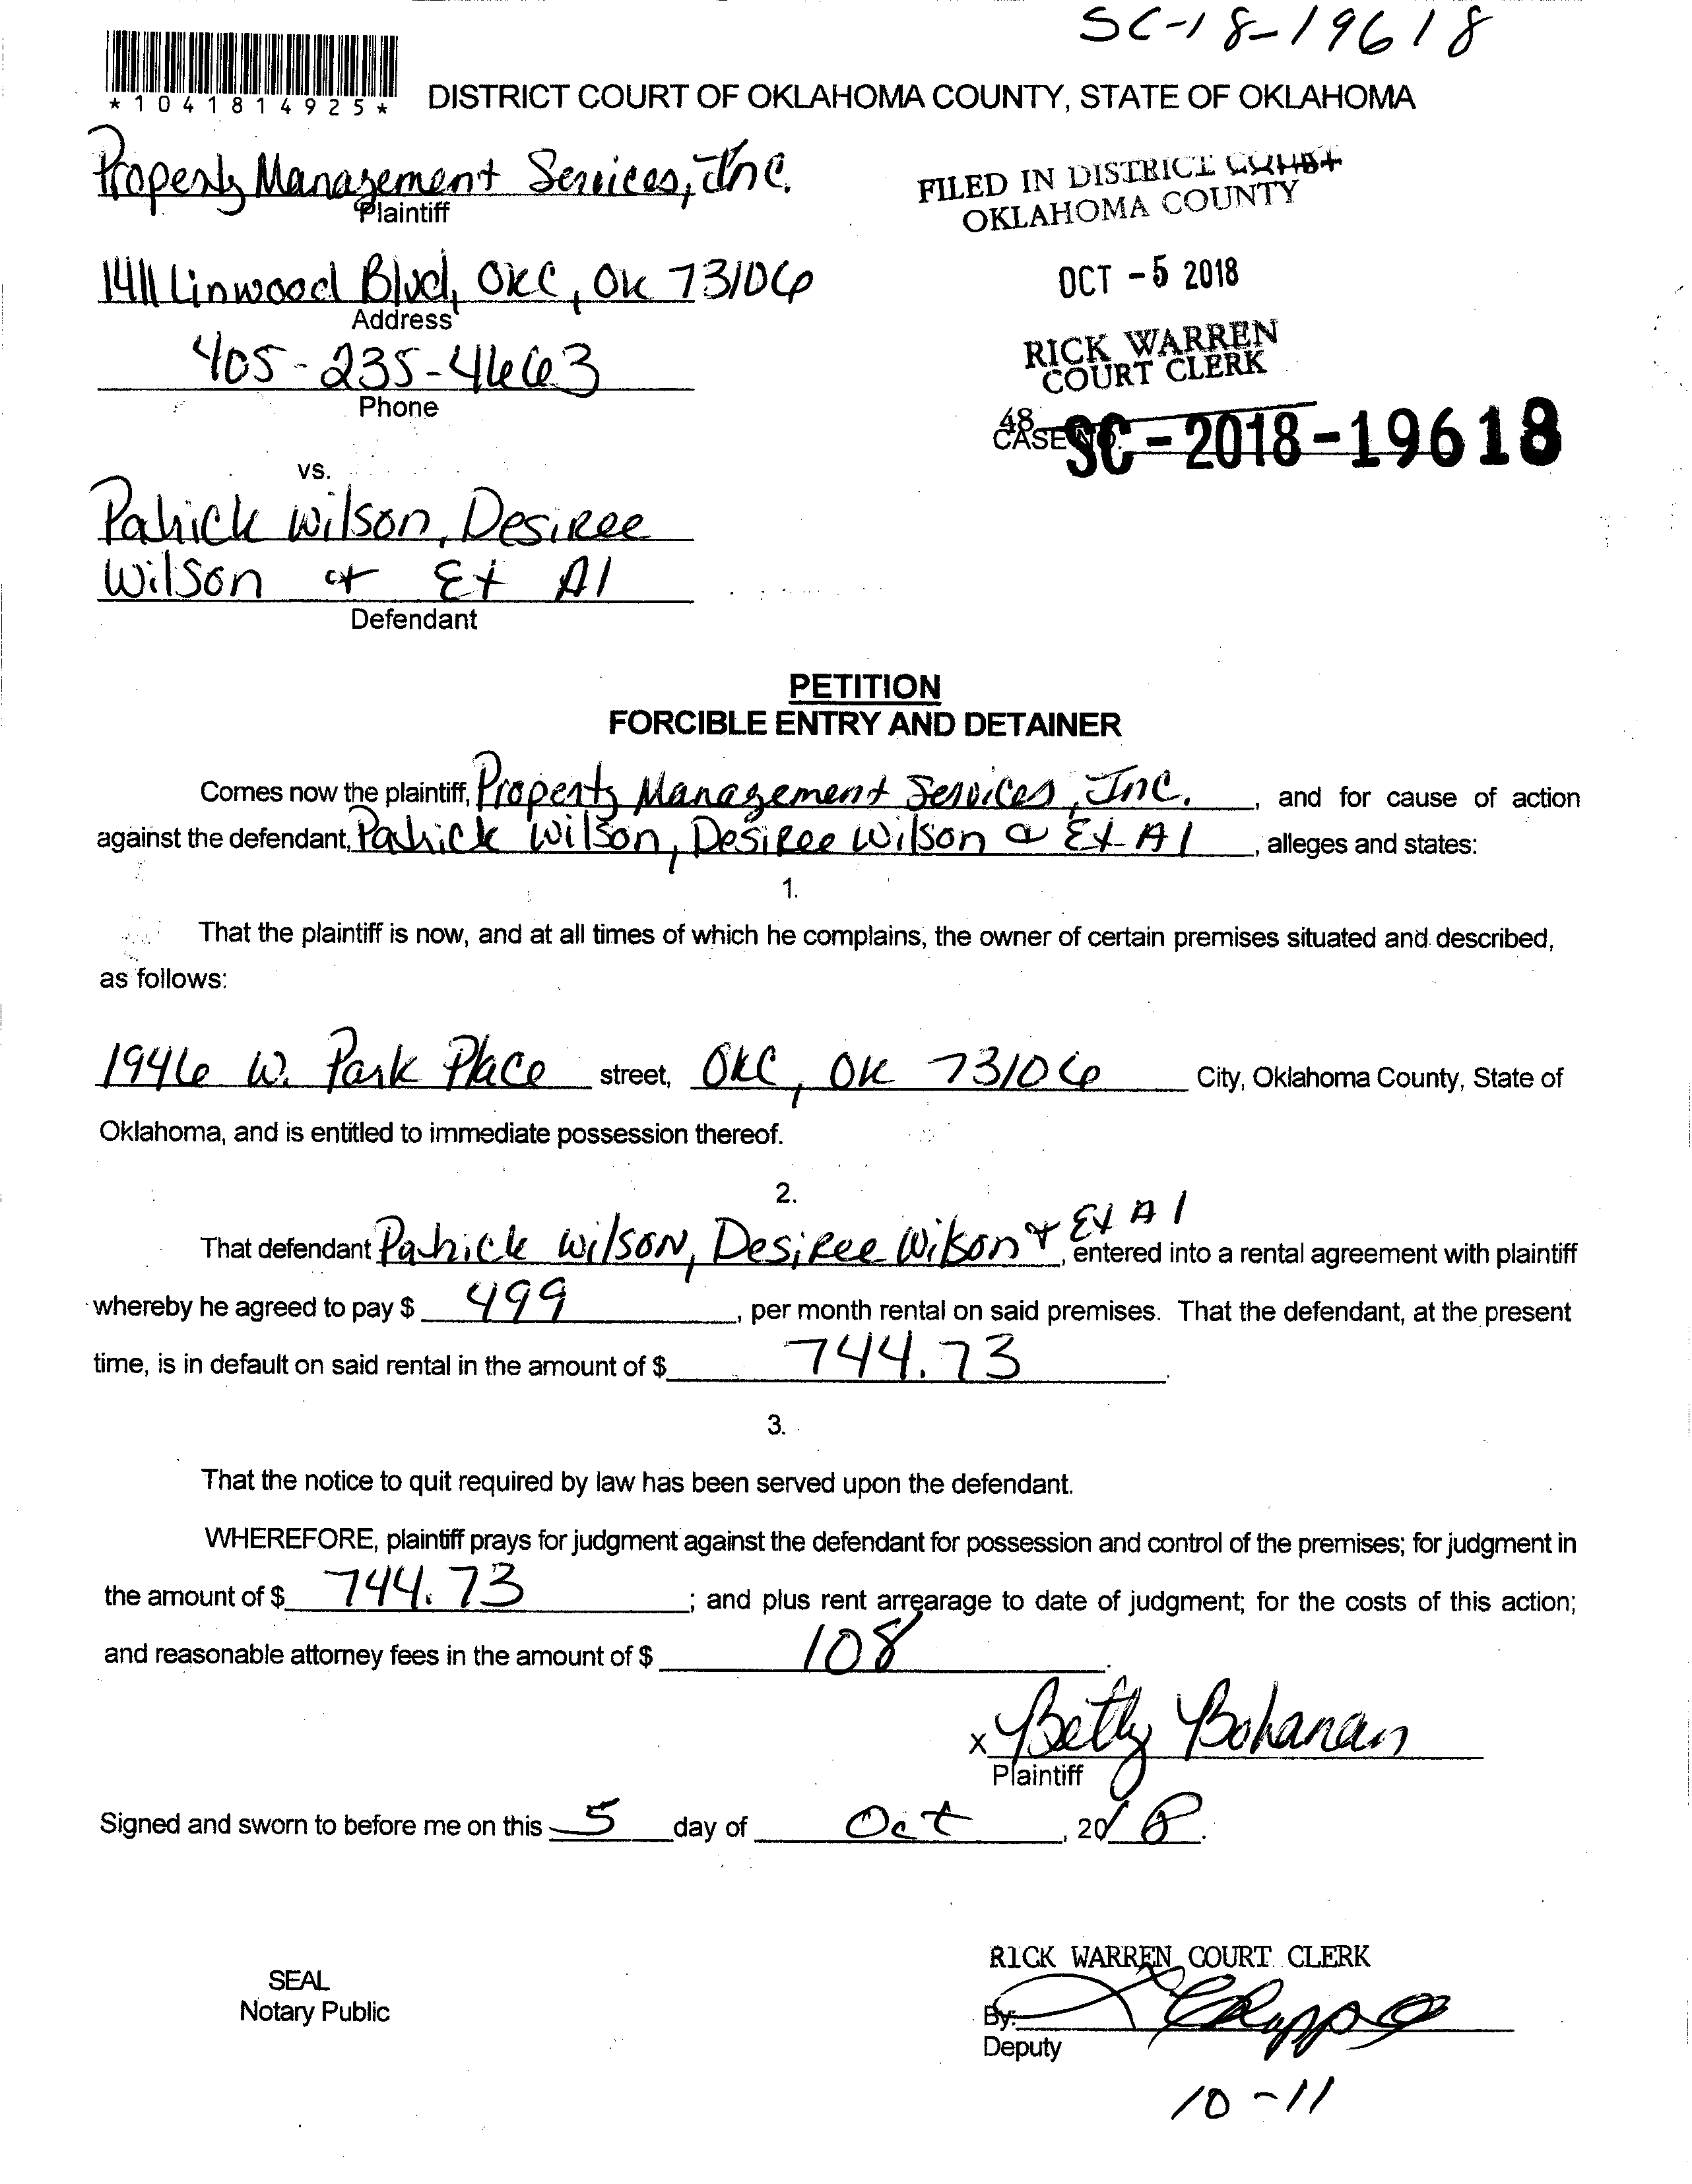 SC-18-19618
*1041814925*
DISTRICT COURT OF OKLAHOMA COUNTY, STATE OF OKLAHOMA
Property Management Services, Inc.
Plaintiff
FILED IN DISTRICT COURT
OKLAHOMA COUNTY
1411 Linwood Blvd, OKC, OK 73106
Address
OCT -5 2018
405-235-4663
Phone
RICK WARREN
COURT CLERK
48
CASE NO. SC-2018-19618
vs.
Patrick Wilson, Desiree
Wilson & Et Al
Defendant
PETITION
FORCIBLE ENTRY AND DETAINER
Comes now the plaintiff, Property Management Services, Inc. , and for cause of action
against the defendant, Patrick Wilson, Desiree Wilson & Et Al , alleges and states:
1.
That the plaintiff is now, and at all times of which he complains, the owner of certain premises situated and described,
as follows:
1946 W. Park Place street, OKC, OK 73106 City, Oklahoma County, State of
Oklahoma, and is entitled to immediate possession thereof.
2.
That defendant Patrick Wilson, Desiree Wilson & Et Al , entered into a rental agreement with plaintiff
whereby he agreed to pay $ 499 , per month rental on said premises. That the defendant, at the present
time, is in default on said rental in the amount of $ 744.73 .
3.
That the notice to quit required by law has been served upon the defendant.
WHEREFORE, plaintiff prays for judgment against the defendant for possession and control of the premises; for judgment in
the amount of $ 744.73 ; and plus rent arrearage to date of judgment; for the costs of this action;
and reasonable attorney fees in the amount of $ 108 .
x Betty Bohanan
Plaintiff
Signed and sworn to before me on this 5 day of Oct , 2018.
RICK WARREN COURT CLERK
SEAL
Notary Public
By:
Deputy
10-11